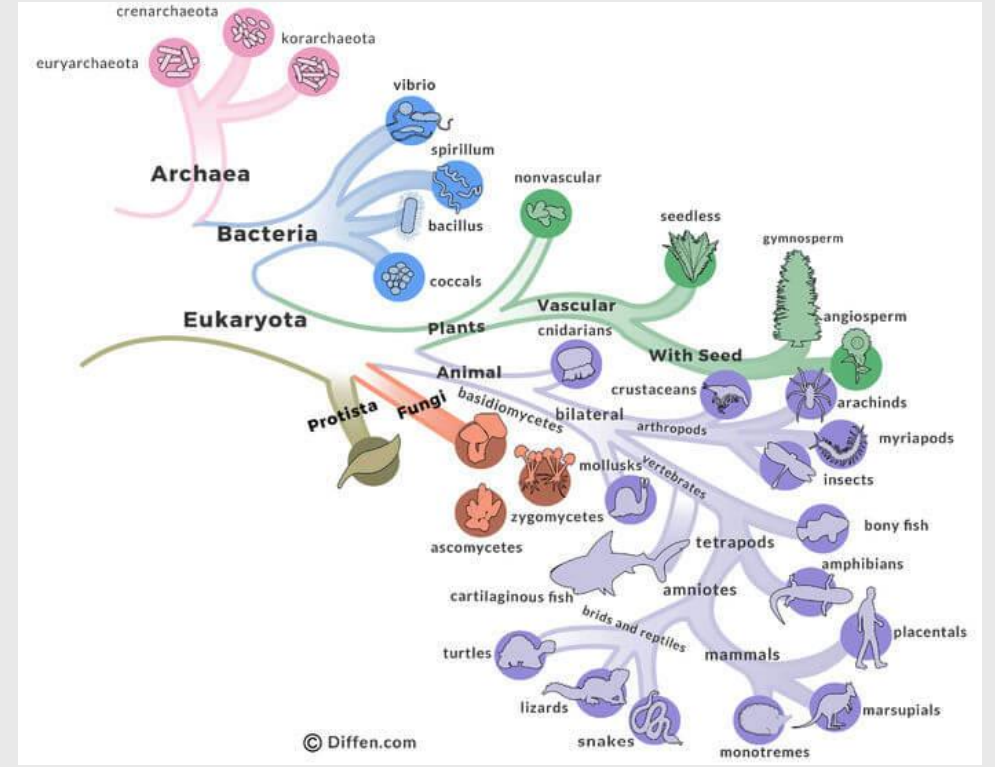 crenarchaeota
korarchaeota
euryarchaeota
vibrio
Archaea
spirillum
nonvascular
bacillus
Bacteria
seedless
gymnosperm
coccals
Vascular
Eukaryota
Plants
angiosperm
cnidarians
With Seed
Animal
crustaceans
basidiomycetes
Protista
Fungi
bilateral
arachinds
arthropods
myriapods
mollusks
vertebrates
insects
zygomycetes
bony fish
ascomycetes
tetrapods
amphibians
cartilaginous fish
amniotes
brids and reptiles
placentals
turtles
mammals
lizards
marsupials
snakes
monotremes
© Diffen.com